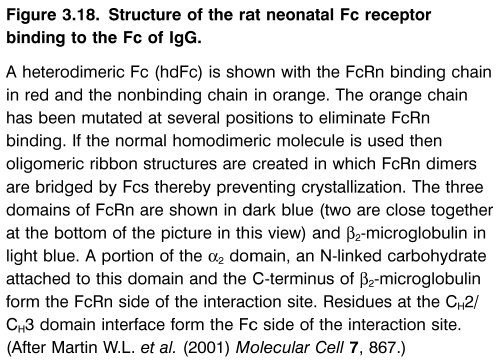 Figure 3.18. Structure of the rat neonatal Fc receptor
binding to the Fc of IgG.
A heterodimeric Fc (hdFc) is shown with the FcRn binding chain
in red and the nonbinding chain in orange. The orange chain
has been mutated at several positions to eliminate FcRn
binding. If the normal homodimeric molecule is used then
oligomeric ribbon structures are created in which FcRn dimers
are bridged by Fcs thereby preventing crystallization. The three
domains of FcRn are shown in dark blue (two are close together
at the bottom of the picture in this view) and β₂-microglobulin in
light blue. A portion of the α₂ domain, an N-linked carbohydrate
attached to this domain and the C-terminus of β₂-microglobulin
form the FcRn side of the interaction site. Residues at the C_H2/
C_H3 domain interface form the Fc side of the interaction site.
(After Martin W.L. et al. (2001) Molecular Cell 7, 867.)